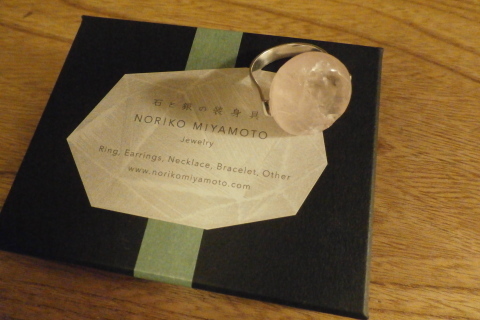 石と銀の装身具
NORIKO MIYAMOTO
Jewelry
Ring, Earrings, Necklace, Bracelet, Other
www.norikomiyamoto.com